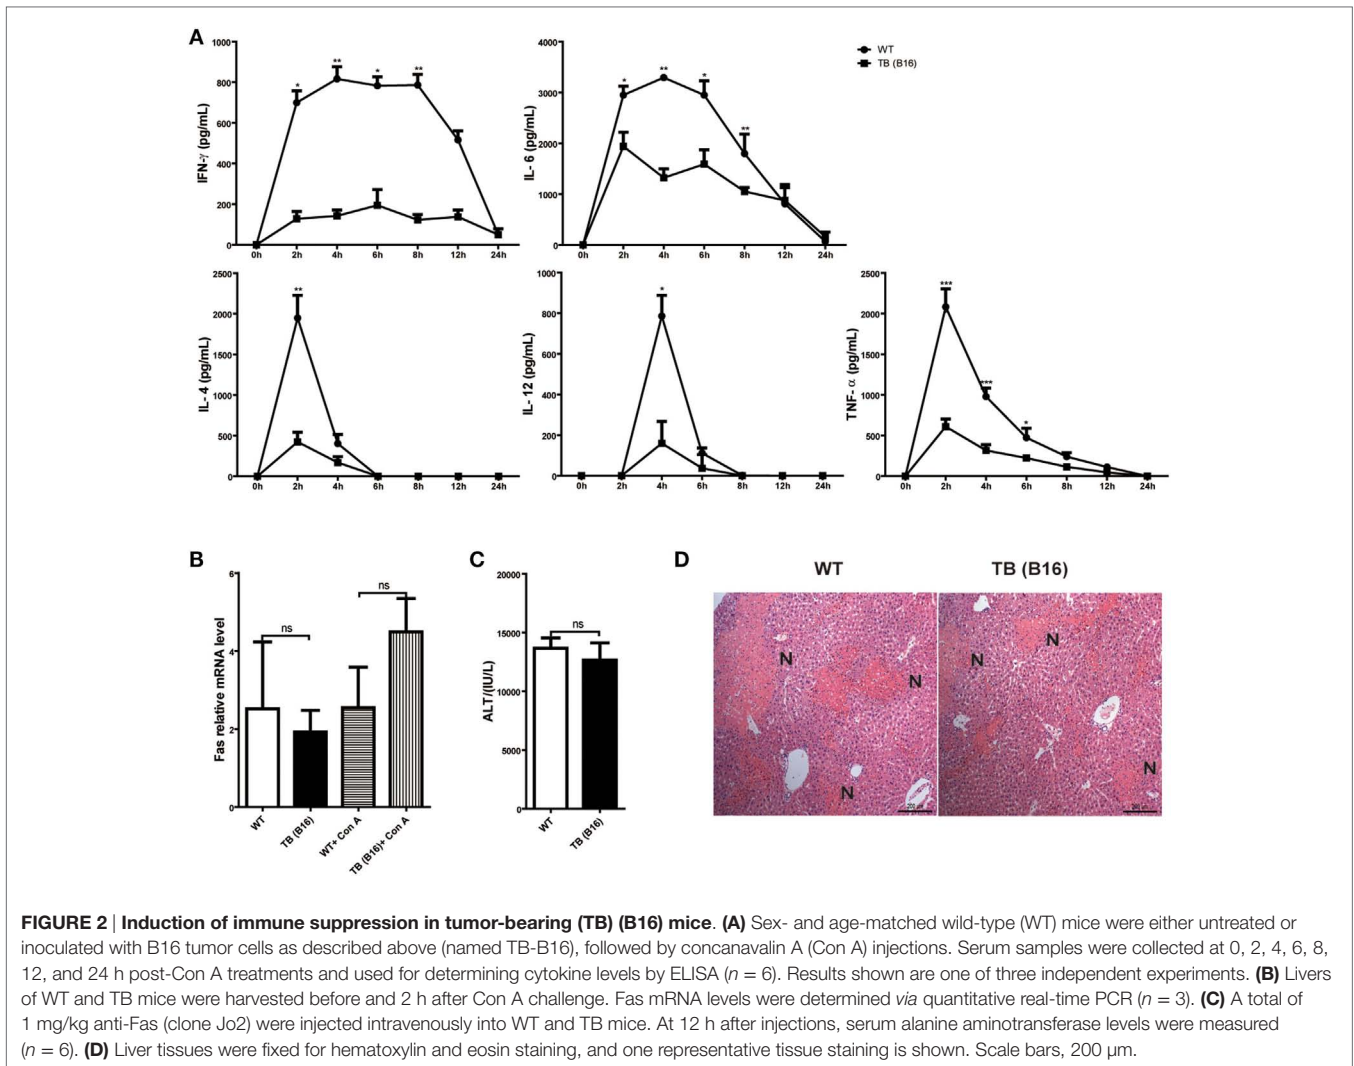 A
WT
TB (B16)
IFN-γ (pg/mL)
1000
800
600
400
200
0
* ** * **
0h 2h 4h 6h 8h 12h 24h
IL- 6 (pg/mL)
4000
3000
2000
1000
0
* ** * **
0h 2h 4h 6h 8h 12h 24h
IL- 4 (pg/mL)
2500
2000
1500
1000
500
0
**
0h 2h 4h 6h 8h 12h 24h
IL- 12 (pg/mL)
1000
800
600
400
200
0
*
0h 2h 4h 6h 8h 12h 24h
TNF- α (pg/mL)
2500
2000
1500
1000
500
0
*** *** *
0h 2h 4h 6h 8h 12h 24h
B
Fas relative mRNA level
6
4
2
0
ns
ns
WT
TB (B16)
WT+ Con A
TB (B16)+ Con A
C
ALT/(IU/L)
20000
15000
10000
5000
0
ns
WT
TB (B16)
D
WT
TB (B16)
N
N
N
200 μm
N
N
N
200 μm
FIGURE 2 | Induction of immune suppression in tumor-bearing (TB) (B16) mice. (A) Sex- and age-matched wild-type (WT) mice were either untreated or
inoculated with B16 tumor cells as described above (named TB-B16), followed by concanavalin A (Con A) injections. Serum samples were collected at 0, 2, 4, 6, 8,
12, and 24 h post-Con A treatments and used for determining cytokine levels by ELISA (n = 6). Results shown are one of three independent experiments. (B) Livers
of WT and TB mice were harvested before and 2 h after Con A challenge. Fas mRNA levels were determined via quantitative real-time PCR (n = 3). (C) A total of
1 mg/kg anti-Fas (clone Jo2) were injected intravenously into WT and TB mice. At 12 h after injections, serum alanine aminotransferase levels were measured
(n = 6). (D) Liver tissues were fixed for hematoxylin and eosin staining, and one representative tissue staining is shown. Scale bars, 200 μm.